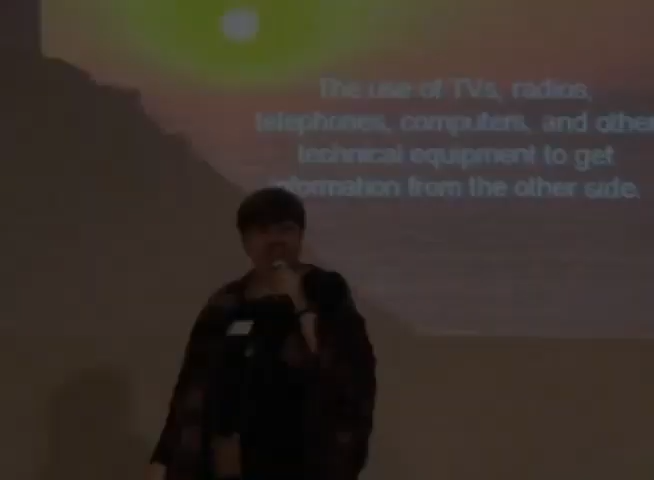 The use of TVs, radios,
telephones, computers, and other
technical equipment to get
information from the other side.